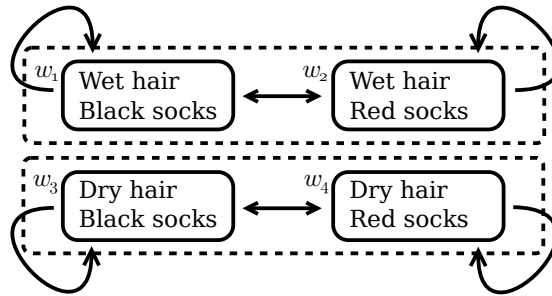 w₁
Wet hair
Black socks
w₂
Wet hair
Red socks
w₃
Dry hair
Black socks
w₄
Dry hair
Red socks